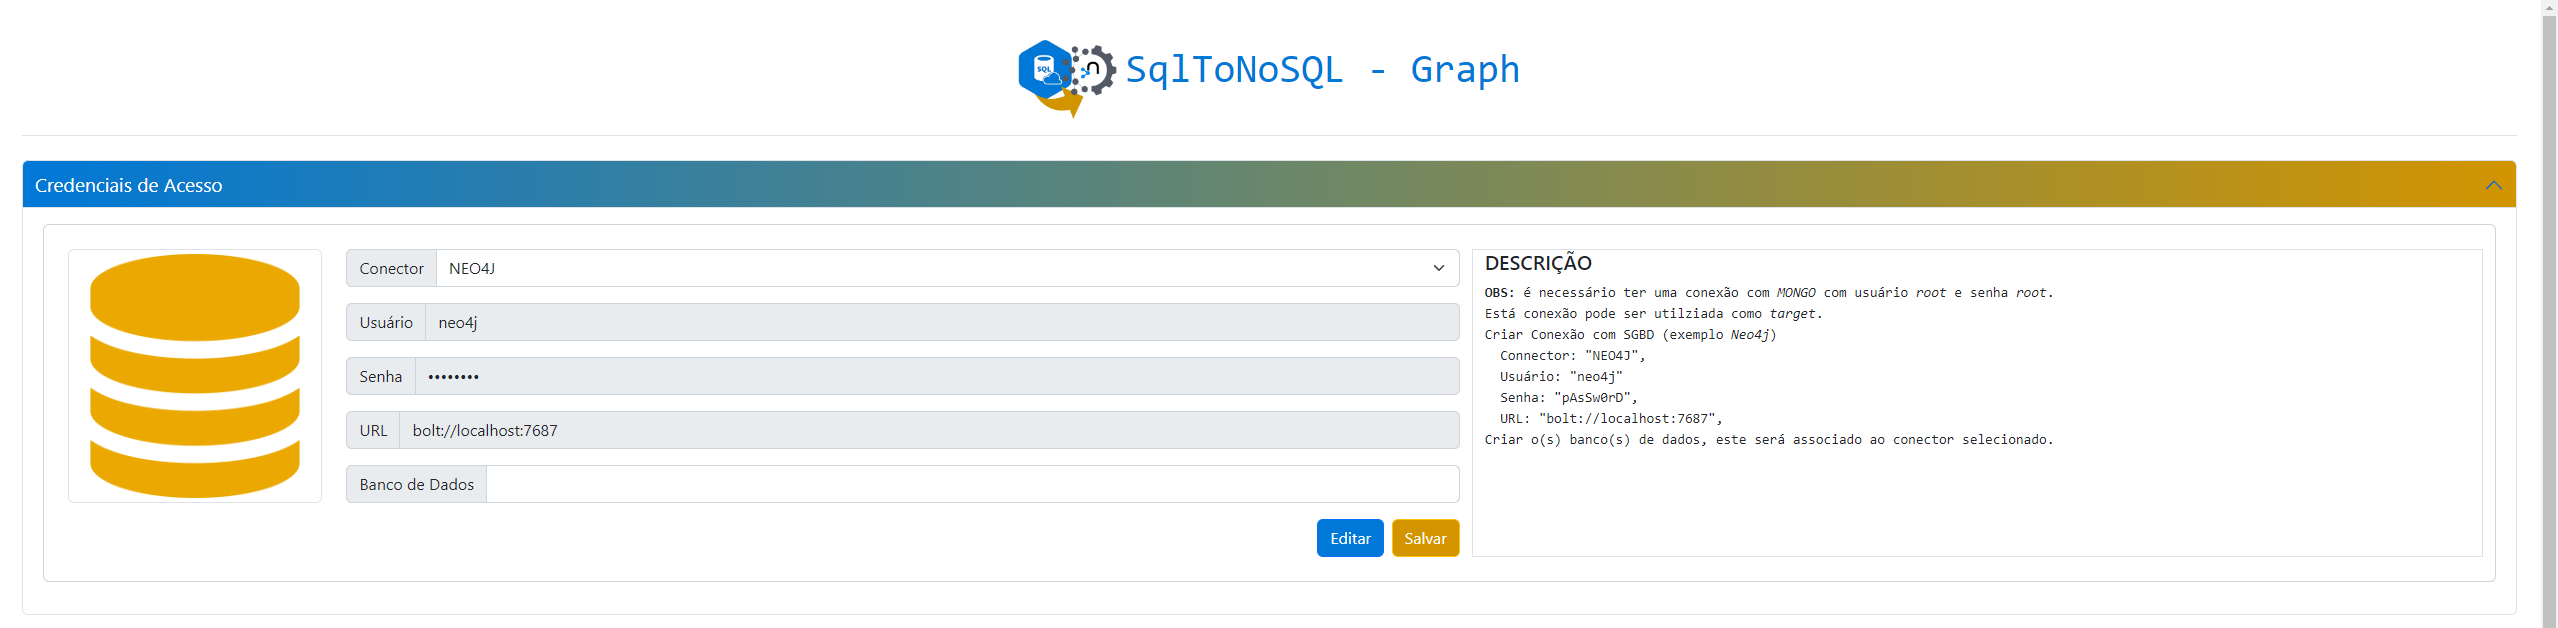 SQL
n
SqlToNoSQL - Graph
Credenciais de Acesso
Conector NEO4J
Usuário neo4j
Senha ••••••••
URL bolt://localhost:7687
Banco de Dados
Editar Salvar
DESCRIÇÃO
OBS: é necessário ter uma conexão com MONGO com usuário root e senha root.
Está conexão pode ser utilziada como target.
Criar Conexão com SGBD (exemplo Neo4j)
Connector: "NEO4J",
Usuário: "neo4j"
Senha: "pAsSw0rD",
URL: "bolt://localhost:7687",
Criar o(s) banco(s) de dados, este será associado ao conector selecionado.